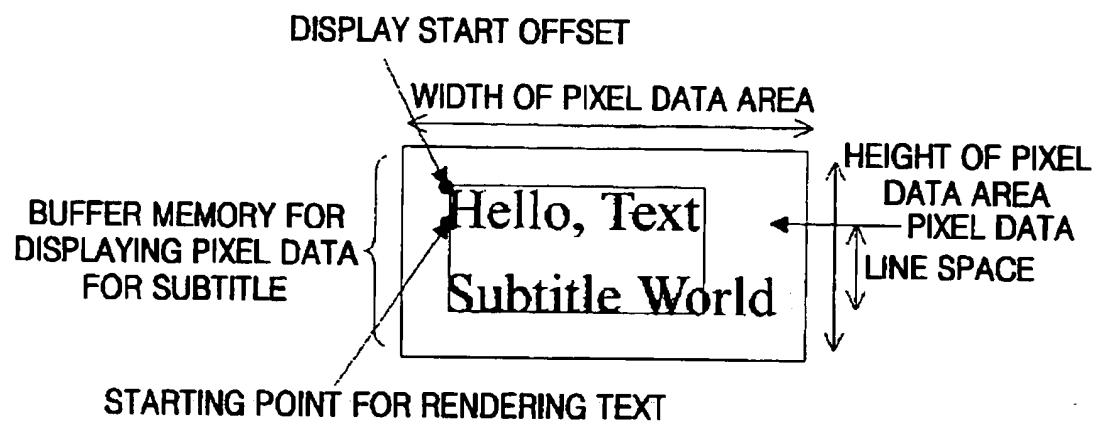 DISPLAY START OFFSET
WIDTH OF PIXEL DATA AREA
HEIGHT OF PIXEL
DATA AREA
BUFFER MEMORY FOR
DISPLAYING PIXEL DATA
FOR SUBTITLE
Hello, Text
Subtitle World
PIXEL DATA
LINE SPACE
STARTING POINT FOR RENDERING TEXT